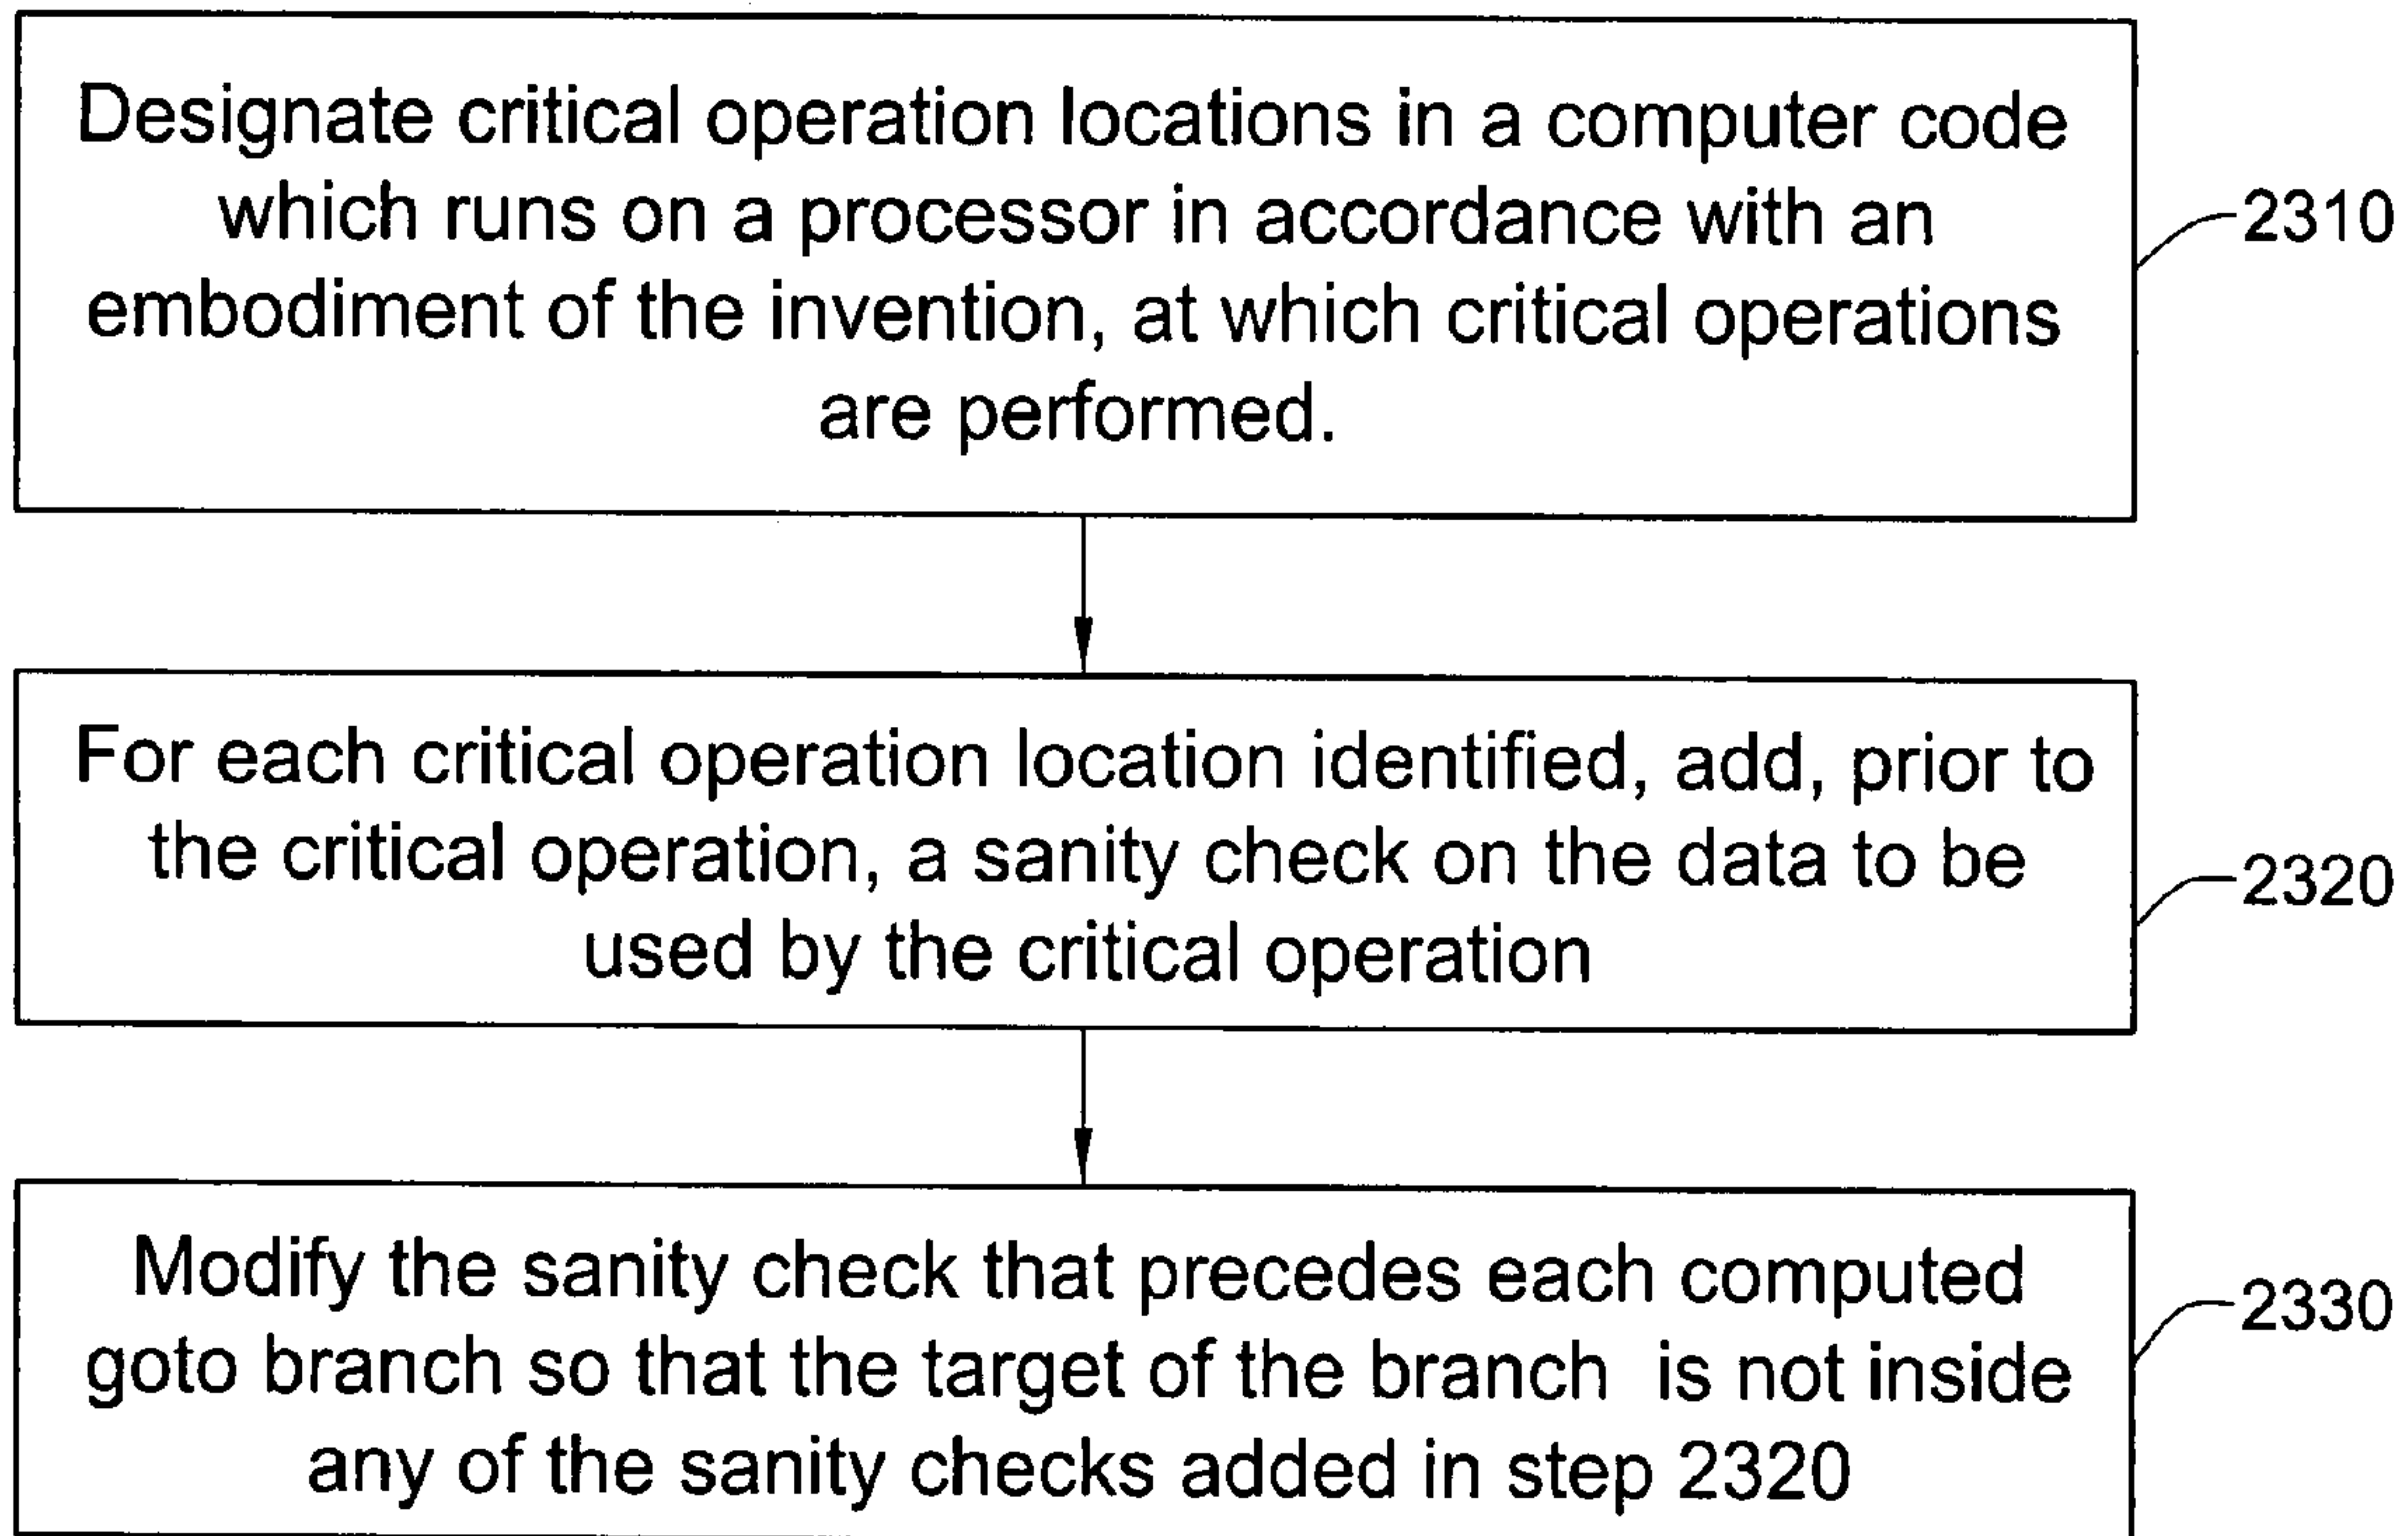 Designate critical operation locations in a computer code
which runs on a processor in accordance with an
embodiment of the invention, at which critical operations
are performed.
2310
For each critical operation location identified, add, prior to
the critical operation, a sanity check on the data to be
used by the critical operation
2320
Modify the sanity check that precedes each computed
goto branch so that the target of the branch is not inside
any of the sanity checks added in step 2320
2330